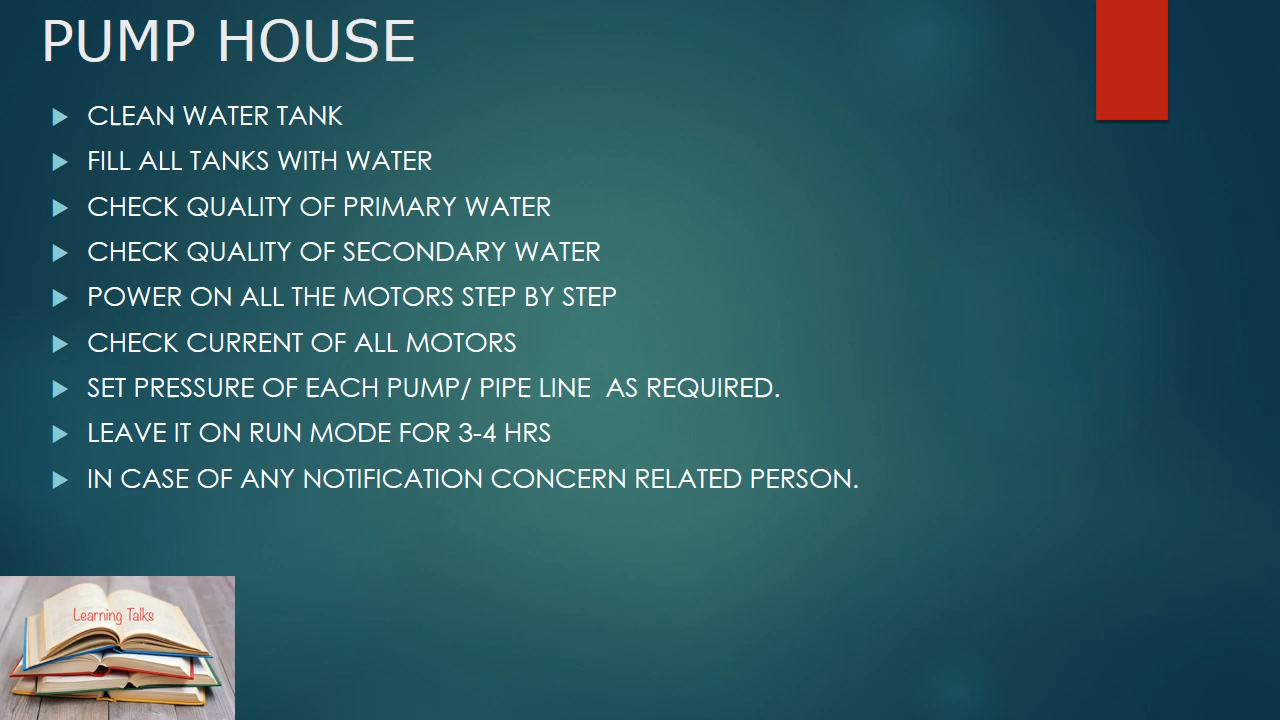 PUMP HOUSE
CLEAN WATER TANK
FILL ALL TANKS WITH WATER
CHECK QUALITY OF PRIMARY WATER
CHECK QUALITY OF SECONDARY WATER
POWER ON ALL THE MOTORS STEP BY STEP
CHECK CURRENT OF ALL MOTORS
SET PRESSURE OF EACH PUMP/ PIPE LINE  AS REQUIRED.
LEAVE IT ON RUN MODE FOR 3-4 HRS
IN CASE OF ANY NOTIFICATION CONCERN RELATED PERSON.
Learning Talks